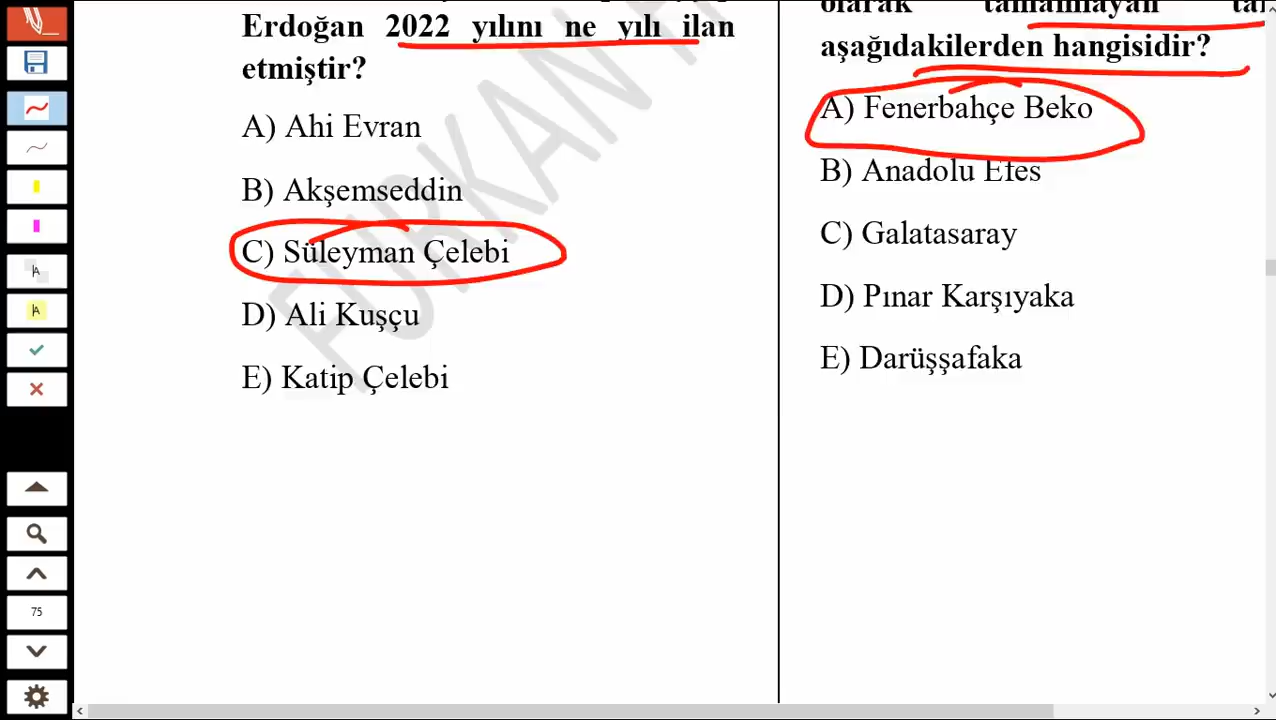 Erdoğan 2022 yılını ne yılı ilan
etmiştir?
A) Ahi Evran
B) Akşemseddin
C) Süleyman Çelebi
D) Ali Kuşçu
E) Katip Çelebi
olarak tamamlayan
aşağıdakilerden hangisidir?
A) Fenerbahçe Beko
B) Anadolu Efes
C) Galatasaray
D) Pınar Karşıyaka
E) Darüşşafaka
FURKAN
75